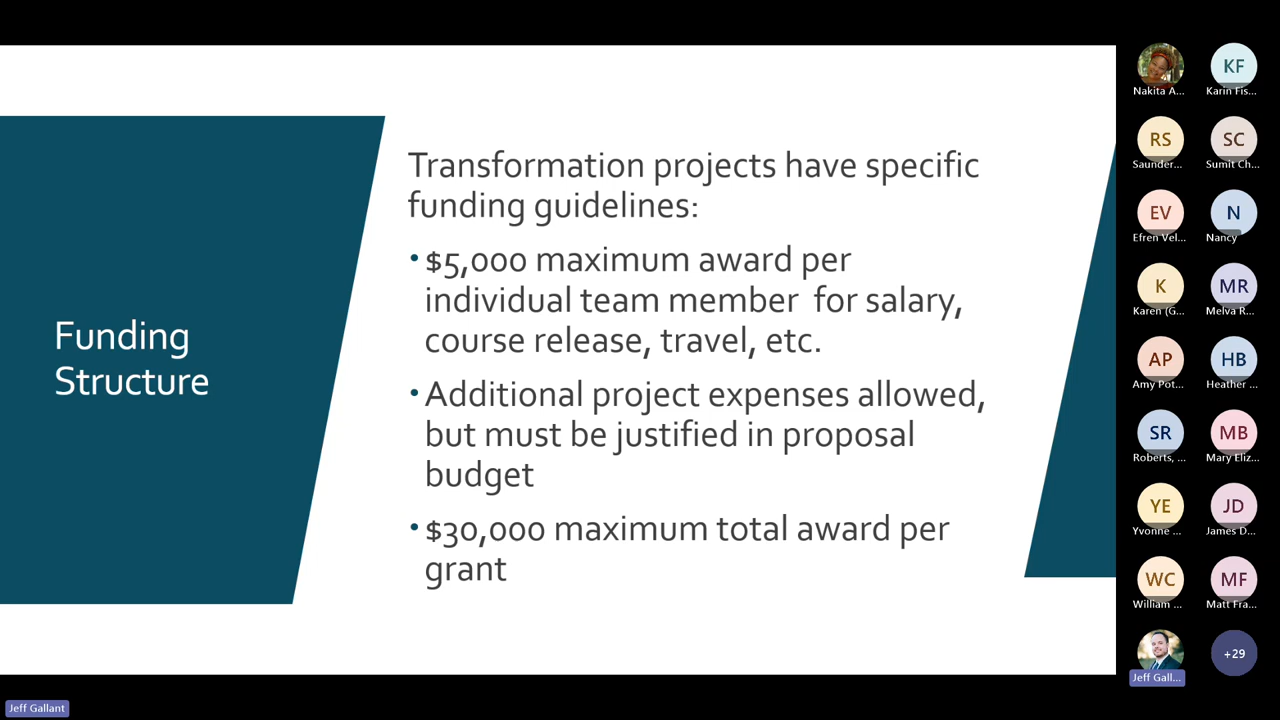 Funding
Structure
Transformation projects have specific
funding guidelines:
• $5,000 maximum award per
individual team member for salary,
course release, travel, etc.
• Additional project expenses allowed,
but must be justified in proposal
budget
• $30,000 maximum total award per
grant
Nakita A...
KF
Karin Fis...
RS
Saunder...
SC
Sumit Ch...
EV
Efren Vel...
N
Nancy
K
Karen (G...
MR
Melva R...
AP
Amy Pot...
HB
Heather ...
SR
Roberts, ...
MB
Mary Eliz...
YE
Yvonne ...
JD
James D...
WC
William ...
MF
Matt Fra...
Jeff Gall...
+29
Jeff Gallant